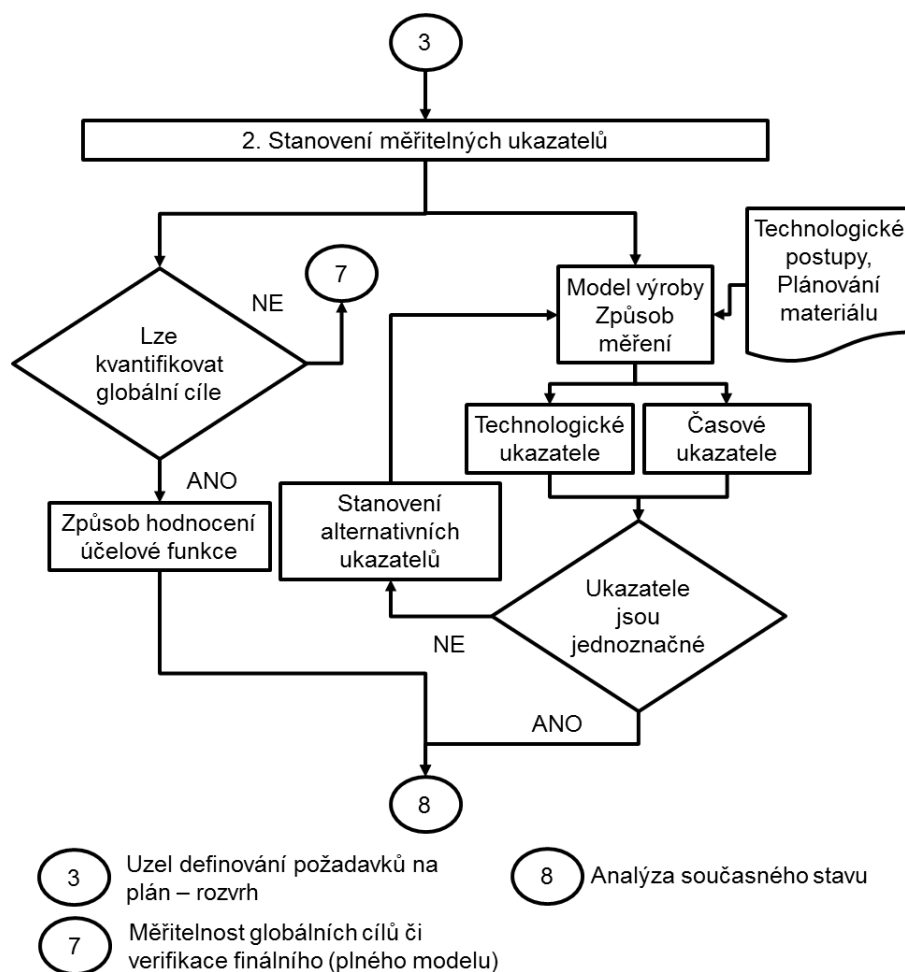 3
2. Stanovení měřitelných ukazatelů
Technologické
postupy,
Plánování
materiálu
7
NE
Model výroby
Způsob
měření
Lze
kvantifikovat
globální cíle
Technologické
ukazatele
Časové
ukazatele
ANO
Stanovení
alternativních
ukazatelů
Způsob hodnocení
účelové funkce
Ukazatele
jsou
jednoznačné
NE
ANO
8
3
Uzel definování požadavků na
plán – rozvrh
8
Analýza současného stavu
7
Měřitelnost globálních cílů či
verifikace finálního (plného modelu)